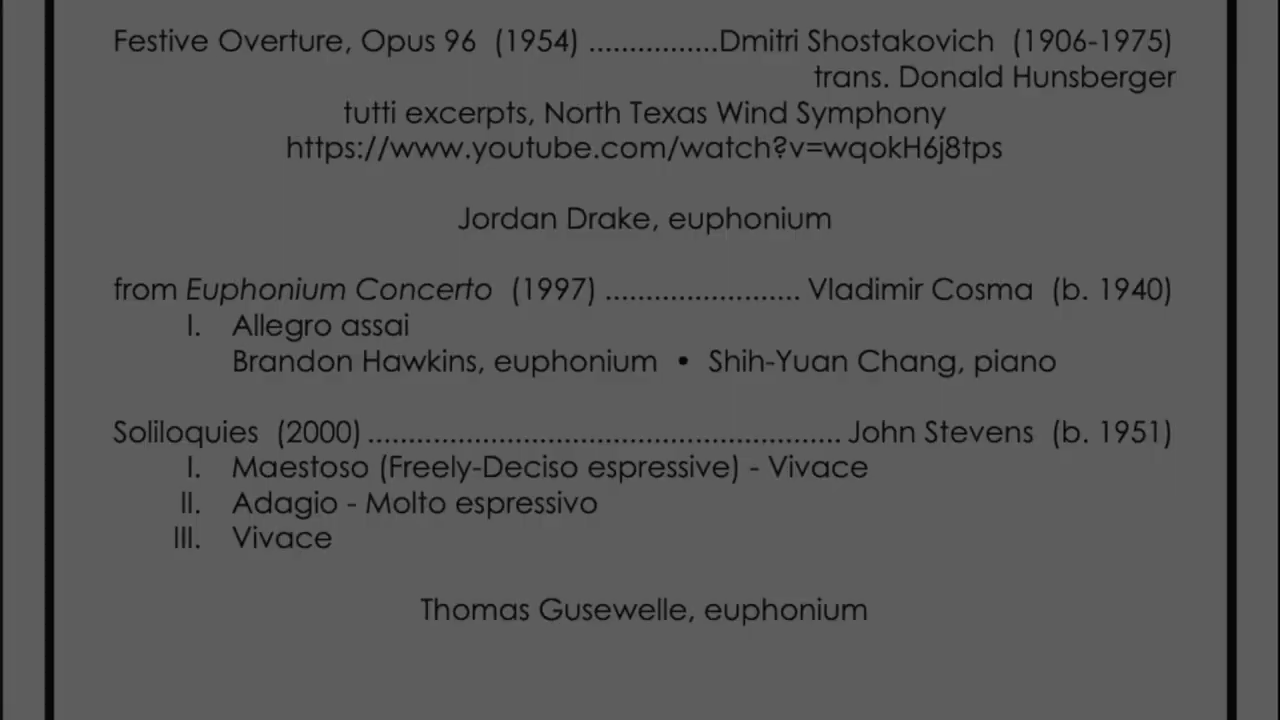 Festive Overture, Opus 96 (1954) ................Dmitri Shostakovich (1906-1975)
trans. Donald Hunsberger
tutti excerpts, North Texas Wind Symphony
https://www.youtube.com/watch?v=wqokH6j8tps
Jordan Drake, euphonium
from Euphonium Concerto (1997) ........................ Vladimir Cosma (b. 1940)
I. Allegro assai
Brandon Hawkins, euphonium • Shih-Yuan Chang, piano
Soliloquies (2000) .......................................................... John Stevens (b. 1951)
I. Maestoso (Freely-Deciso espressive) - Vivace
II. Adagio - Molto espressivo
III. Vivace
Thomas Gusewelle, euphonium